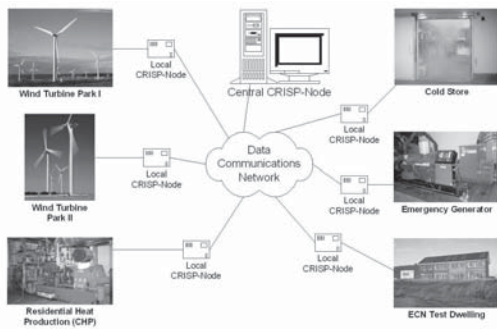 Wind Turbine Park I
Local
CRISP-Node
Central CRISP-Node
Cold Store
Local
CRISP-Node
Data
Communications
Network
Wind Turbine
Park II
Local
CRISP-Node
Local
CRISP-Node
Emergency Generator
Residential Heat
Production (CHP)
Local
CRISP-Node
Local
CRISP-Node
ECN Test Dwelling